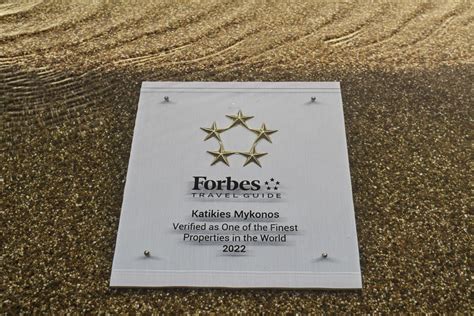 Forbes
TRAVEL GUIDE
Katikies Mykonos
Verified as One of the Finest
Properties in the World
2022